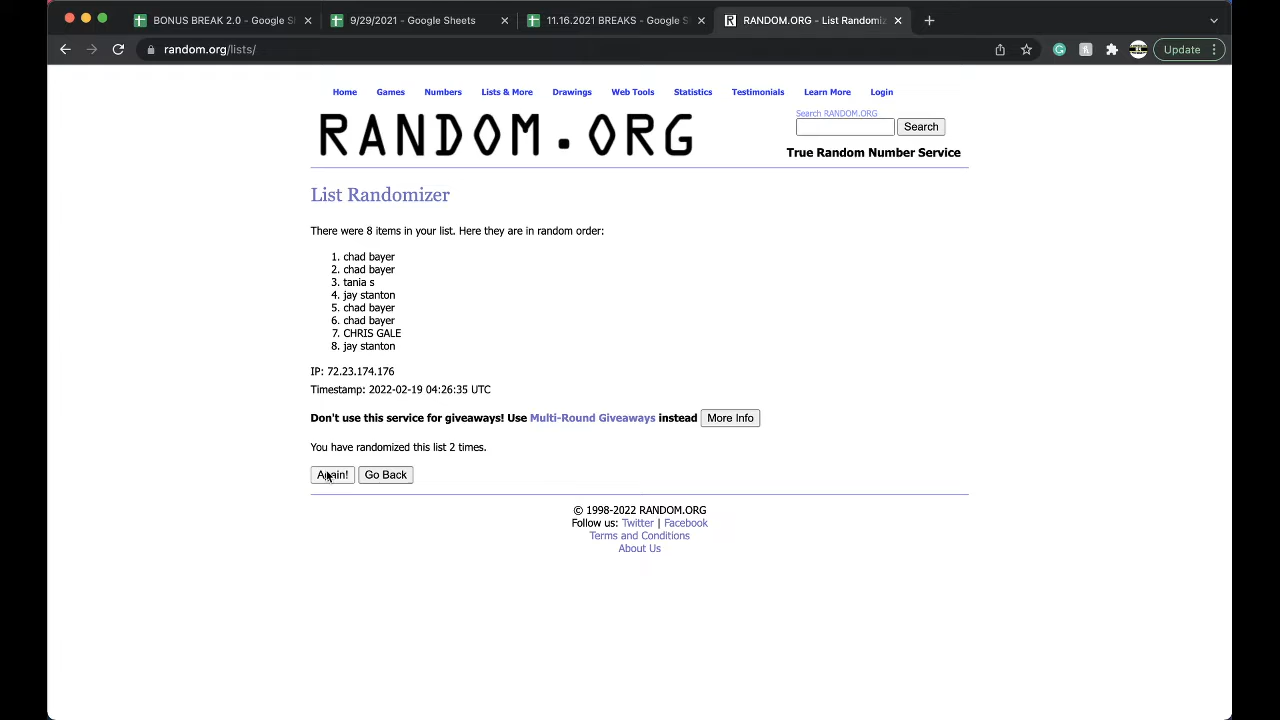 BONUS BREAK 2.0 - Google S
9/29/2021 - Google Sheets
11.16.2021 BREAKS - Google S
RANDOM.ORG - List Randomiz
random.org/lists/
Update
Home Games Numbers Lists & More Drawings Web Tools Statistics Testimonials Learn More Login
Search RANDOM.ORG
RANDOM.ORG
Search
True Random Number Service
List Randomizer
There were 8 items in your list. Here they are in random order:
1. chad bayer
2. chad bayer
3. tania s
4. jay stanton
5. chad bayer
6. chad bayer
7. CHRIS GALE
8. jay stanton
IP: 72.23.174.176
Timestamp: 2022-02-19 04:26:35 UTC
Don't use this service for giveaways! Use Multi-Round Giveaways instead More Info
You have randomized this list 2 times.
Again! Go Back
© 1998-2022 RANDOM.ORG
Follow us: Twitter | Facebook
Terms and Conditions
About Us